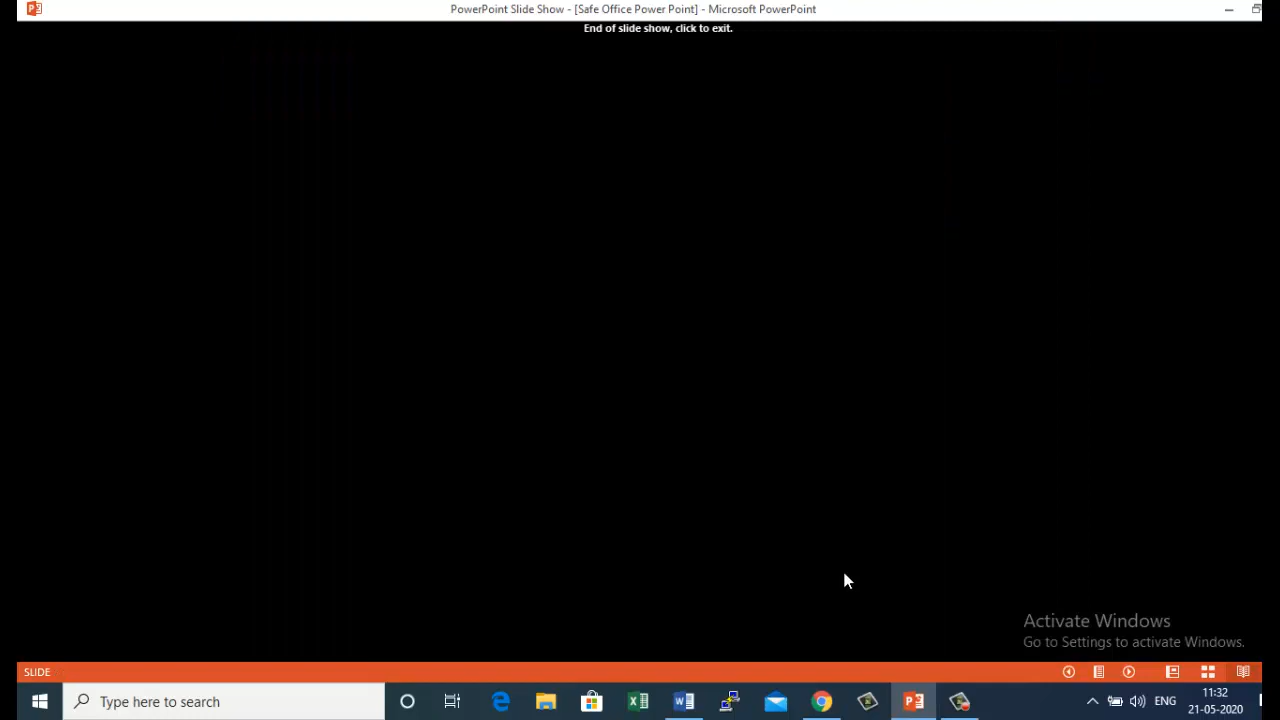 PowerPoint Slide Show - [Safe Office Power Point] - Microsoft PowerPoint
End of slide show, click to exit.
Activate Windows
Go to Settings to activate Windows.
SLIDE
Type here to search
ENG
11:32
21-05-2020